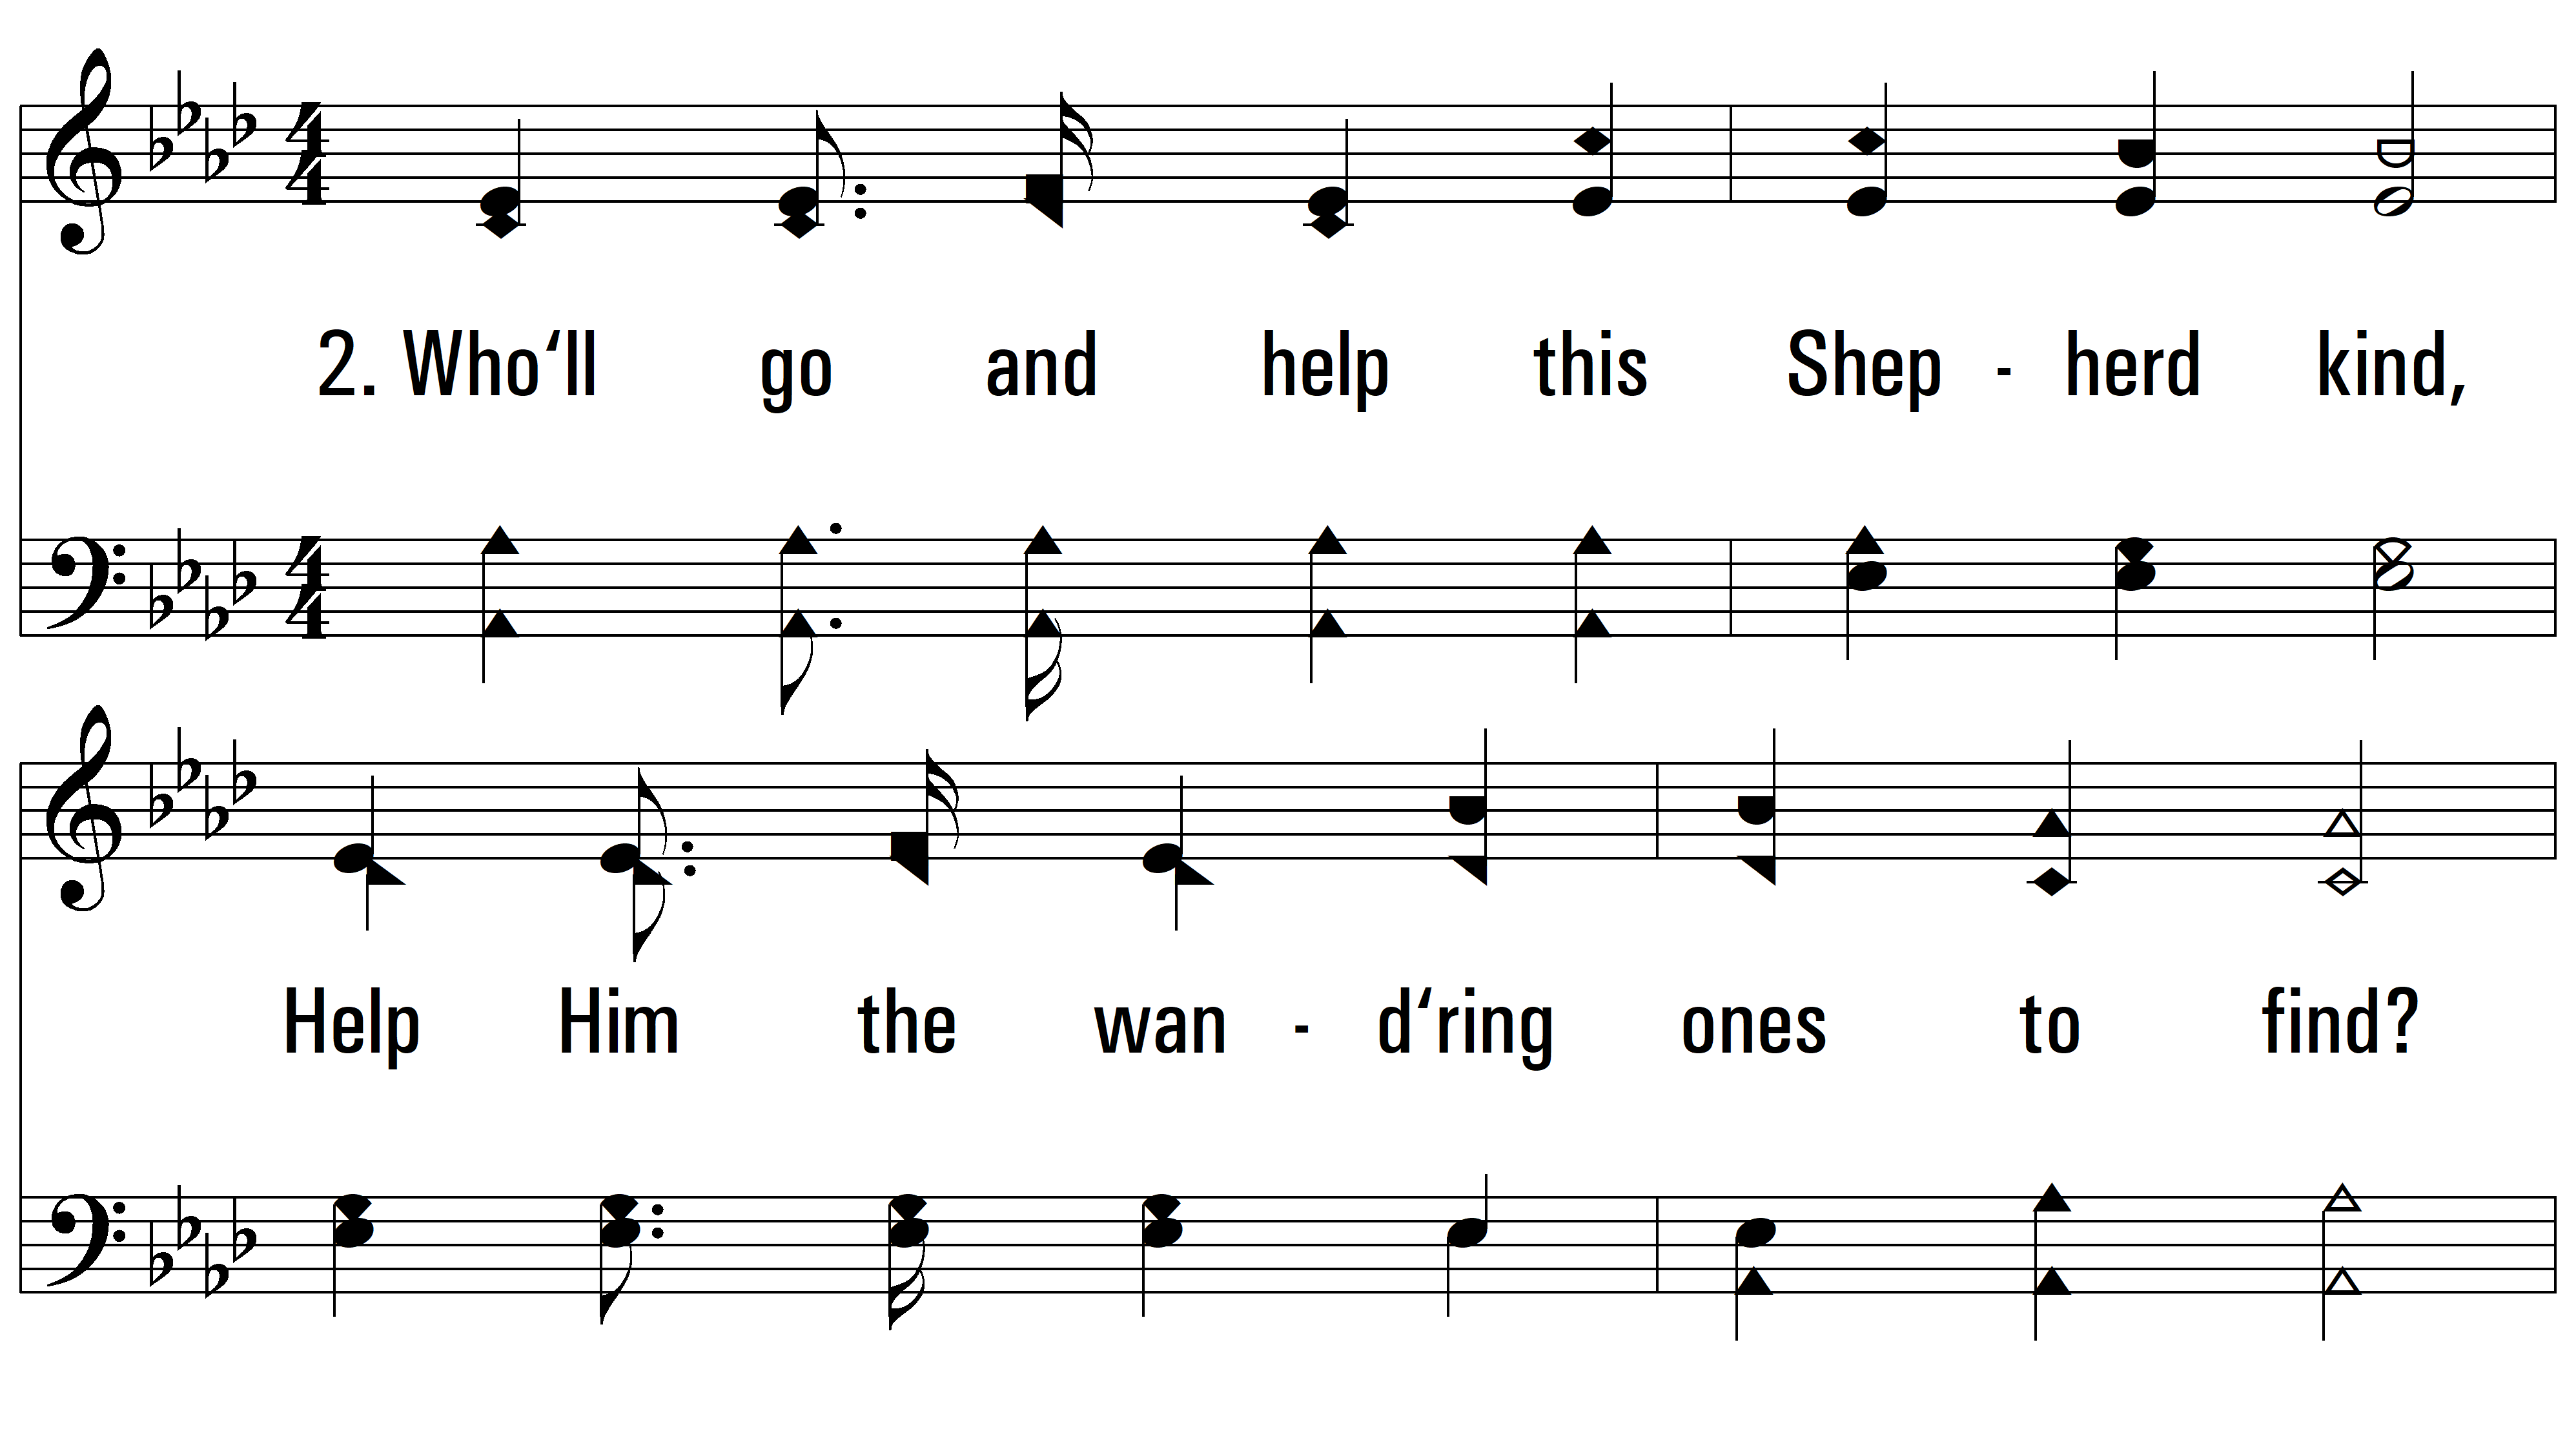 2. Who‘ll go and help this Shep - herd kind,
Help Him the wan - d‘ring ones to find?